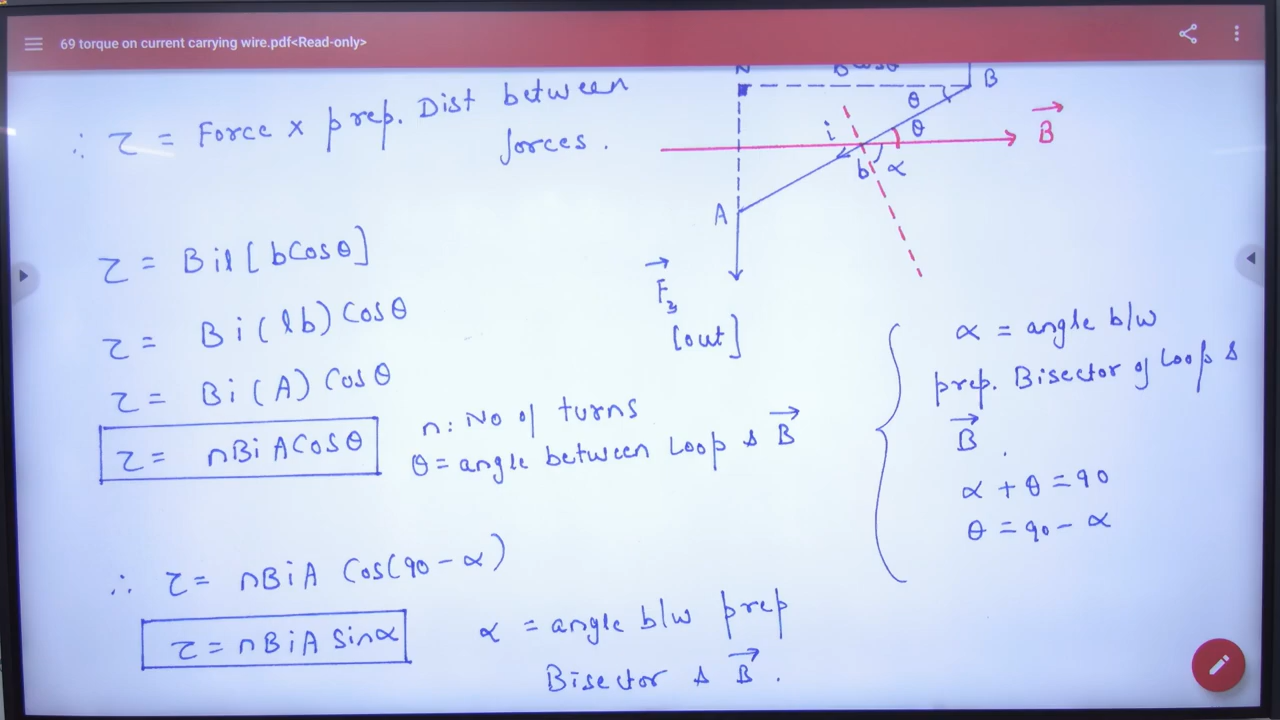 69 torque on current carrying wire.pdf<Read-only>
N
B
θ
∴ τ = Force x prep. Dist between
forces.
i
θ
B⃗
b
α
A
τ = Bil [bCosθ]
F⃗
[out]
τ = Bi(lb) Cosθ
τ = Bi(A) Cosθ
τ = nBiACosθ
n: No of turns
θ = angle between Loop & B⃗
α = angle b/w
prep. Bisector of Loop &
B⃗.
α + θ = 90
θ = 90 - α
∴ τ = nBiA Cos(90 - α)
τ = nBiA Sinα
α = angle b/w prep
Bisector & B⃗.